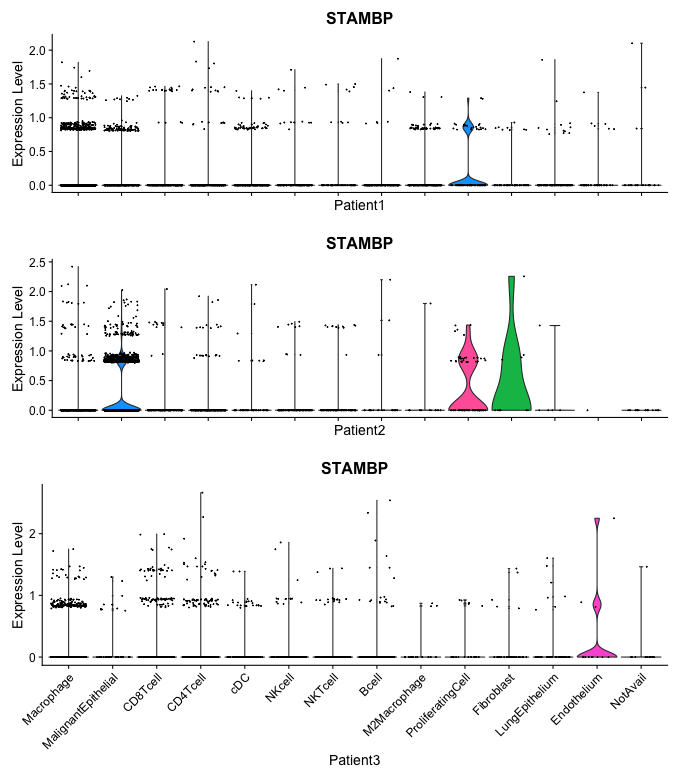 STAMBP
Expression Level
2.0
1.5
1.0
0.5
0.0
Patient1
STAMBP
Expression Level
2.5
2.0
1.5
1.0
0.5
0.0
Patient2
STAMBP
Expression Level
2
1
0
Macrophage
MalignantEpithelial
CD8Tcell
CD4Tcell
cDC
NKcell
NKTcell
Bcell
M2Macrophage
ProliferatingCell
Fibroblast
LungEpithelium
Endothelium
NotAvail
Patient3